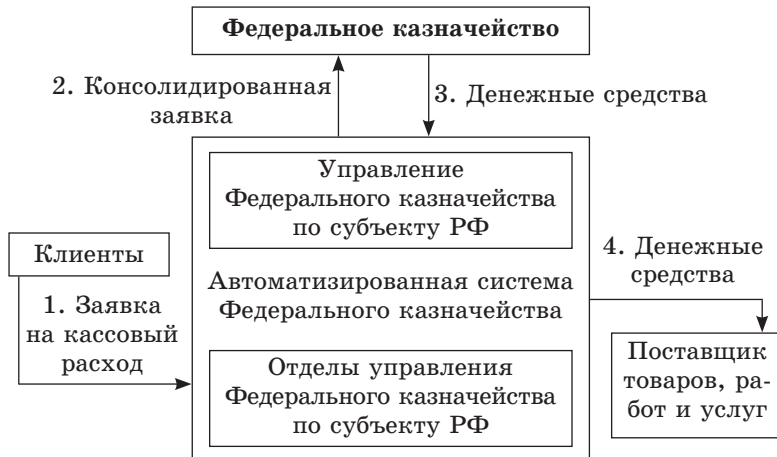 Федеральное казначейство
2. Консолидированная
заявка
3. Денежные средства
Управление
Федерального казначейства
по субъекту РФ
Клиенты
4. Денежные
средства
Автоматизированная система
Федерального казначейства
1. Заявка
на кассовый
расход
Отделы управления
Федерального казначейства
по субъекту РФ
Поставщик
товаров, ра-
бот и услуг